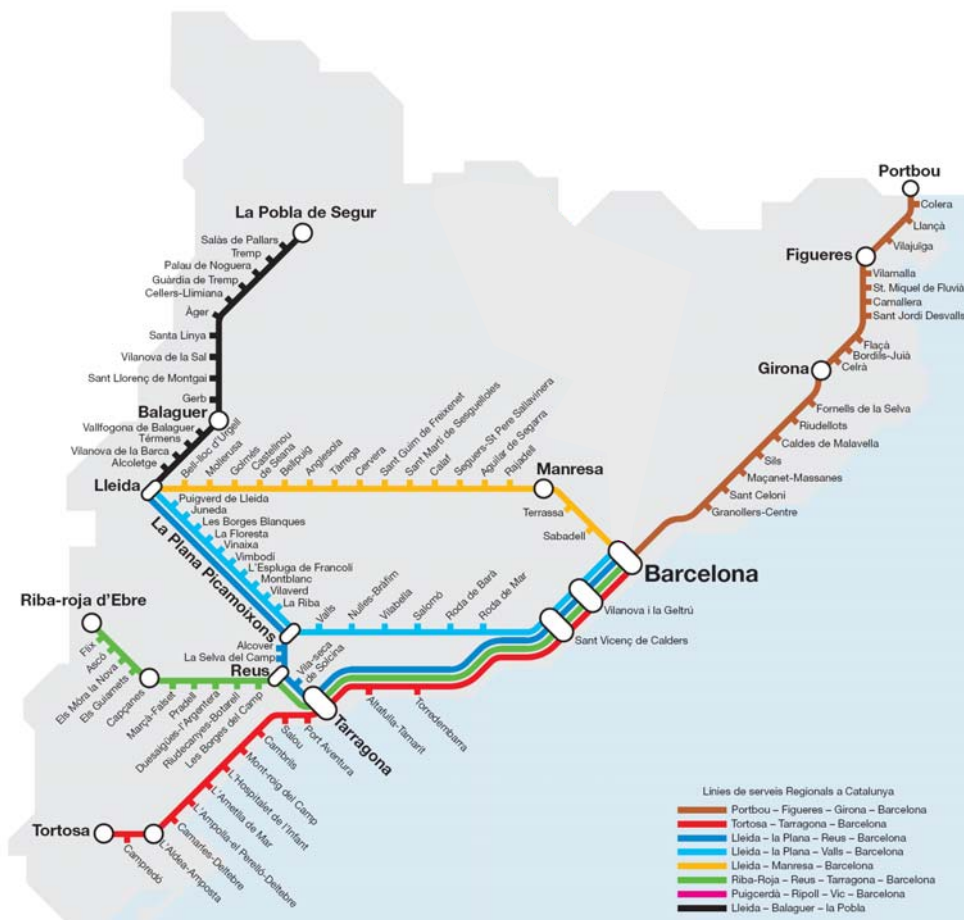 Portbou
Colera
Llançà
Vilajuïga
Figueres
Vilamalla
St. Miquel de Fluvià
Camallera
Sant Jordi Desvalls
Flaçà
Bordils-Juià
Celrà
Girona
Fornells de la Selva
Riudellots
Caldes de Malavella
Sils
Maçanet-Massanes
Sant Celoni
Granollers-Centre
La Pobla de Segur
Salàs de Pallars
Tremp
Palau de Noguera
Guàrdia de Tremp
Cellers-Llimiana
Àger
Santa Linya
Vilanova de la Sal
Sant Llorenç de Montgai
Gerb
Balaguer
Vallfogona de Balaguer
Térmens
Vilanova de la Barca
Alcoletge
Lleida
Bell-lloc d'Urgell
Mollerusa
Golmés
Castellnou
de Seana
Bellpuig
Anglesola
Tàrrega
Cervera
Sant Guim de Freixenet
Sant Martí de Sesgueioles
Calaf
Seguers-St Pere Sallavinera
Aguilar de Segarra
Rajadell
Manresa
Terrassa
Sabadell
Barcelona
Puigverd de Lleida
Juneda
Les Borges Blanques
La Floresta
Vinaixa
Vimbodí
L'Espluga de Francolí
Montblanc
Vilaverd
La Riba
La Plana Picamoixons
Valls
Nulles-Bràfim
Vilabella
Salomó
Roda de Barà
Roda de Mar
Vilanova i la Geltrú
Sant Vicenç de Calders
Alcover
La Selva del Camp
Reus
Vila-seca
de Solcina
Tarragona
Altafulla-Tamarit
Torredembarra
Riba-roja d'Ebre
Flix
Ascó
Els Móra la Nova
Els Guiamets
Capçanes
Marçà-Falset
Pradell
Duesaigües-l'Argentera
Riudecanyes-Botarell
Les Borges del Camp
Salou
Port Aventura
Cambrils
Mont-roig del Camp
L'Hospitalet de l'Infant
L'Ametlla de Mar
L'Ampolla-el Perelló-Deltebre
Camarles-Deltebre
L'Aldea-Amposta
Campredó
Tortosa
Línies de serveis Regionals a Catalunya
Portbou – Figueres – Girona – Barcelona
Tortosa – Tarragona – Barcelona
Lleida – la Plana – Reus – Barcelona
Lleida – la Plana – Valls – Barcelona
Lleida – Manresa – Barcelona
Riba-Roja – Reus – Tarragona – Barcelona
Puigcerdà – Ripoll – Vic – Barcelona
Lleida – Balaguer – la Pobla